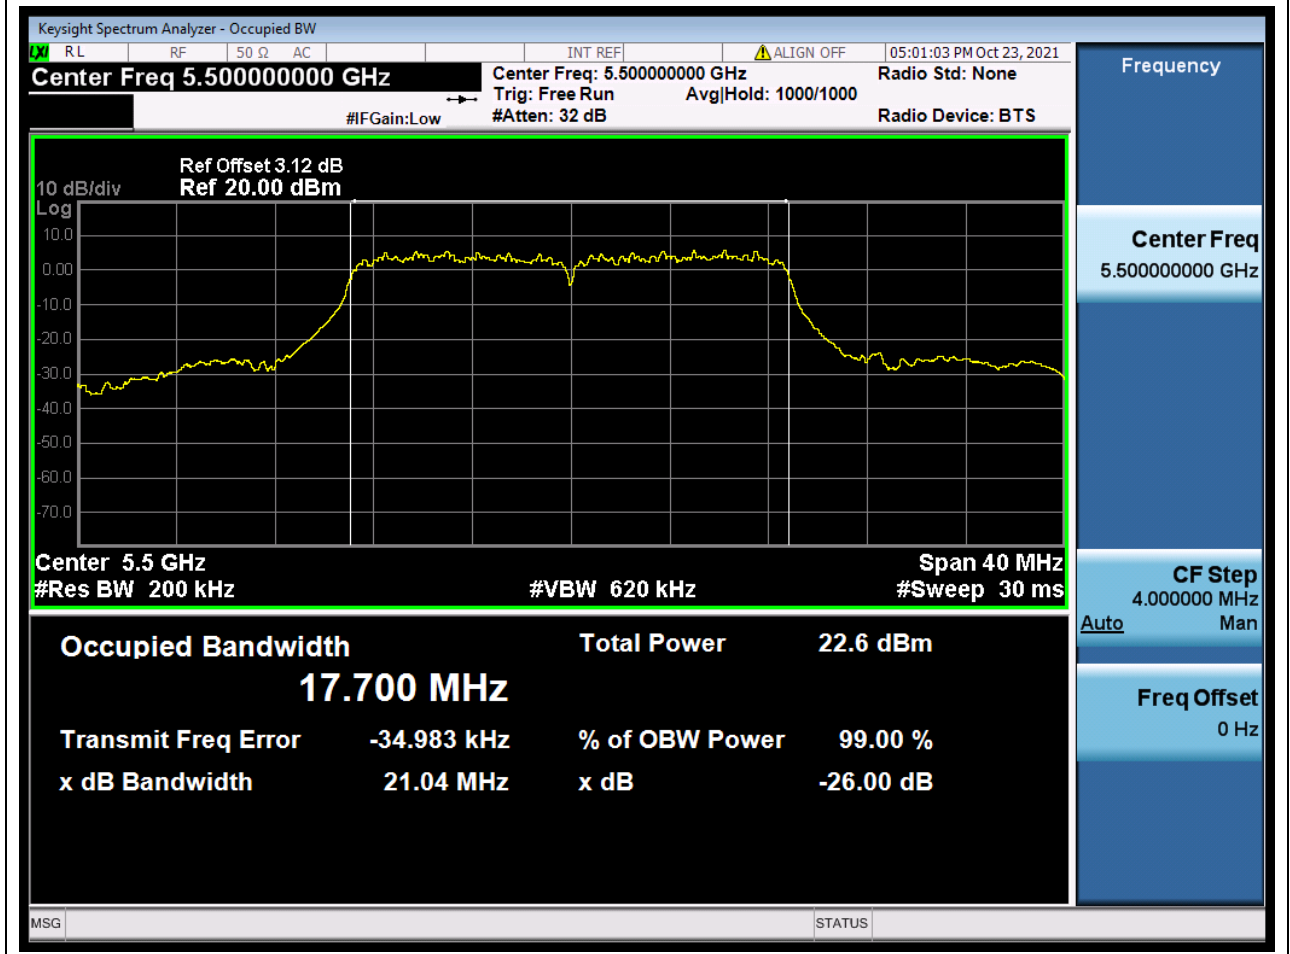 Keysight Spectrum Analyzer - Occupied BW
LXI RL RF 50 Ω AC INT REF ALIGN OFF 05:01:03 PM Oct 23, 2021
Center Freq 5.500000000 GHz
Center Freq: 5.500000000 GHz
Radio Std: None
Trig: Free Run Avg|Hold: 1000/1000
#IFGain:Low
#Atten: 32 dB
Radio Device: BTS
Ref Offset 3.12 dB
10 dB/div Ref 20.00 dBm
Log
10.0
0.00
-10.0
-20.0
-30.0
-40.0
-50.0
-60.0
-70.0
Center 5.5 GHz Span 40 MHz
#Res BW 200 kHz #VBW 620 kHz #Sweep 30 ms
Occupied Bandwidth Total Power 22.6 dBm
17.700 MHz
Transmit Freq Error -34.983 kHz % of OBW Power 99.00 %
x dB Bandwidth 21.04 MHz x dB -26.00 dB
Frequency
Center Freq
5.500000000 GHz
CF Step
4.000000 MHz
Auto Man
Freq Offset
0 Hz
MSG STATUS